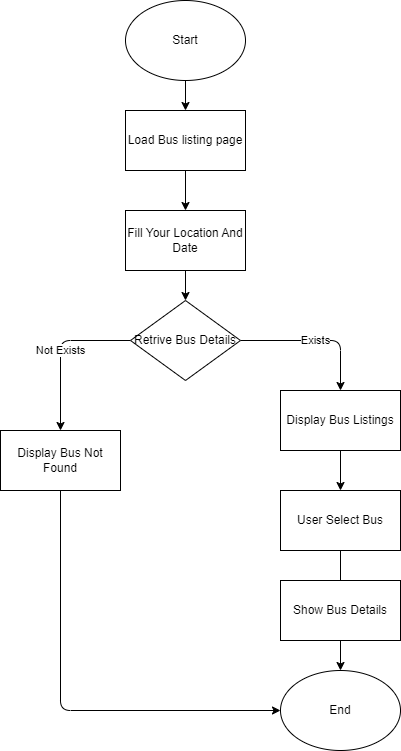 Start
Load Bus listing page
Fill Your Location And
Date
Retrive Bus Details
Not Exists
Exists
Display Bus Listings
Display Bus Not
Found
User Select Bus
Show Bus Details
End